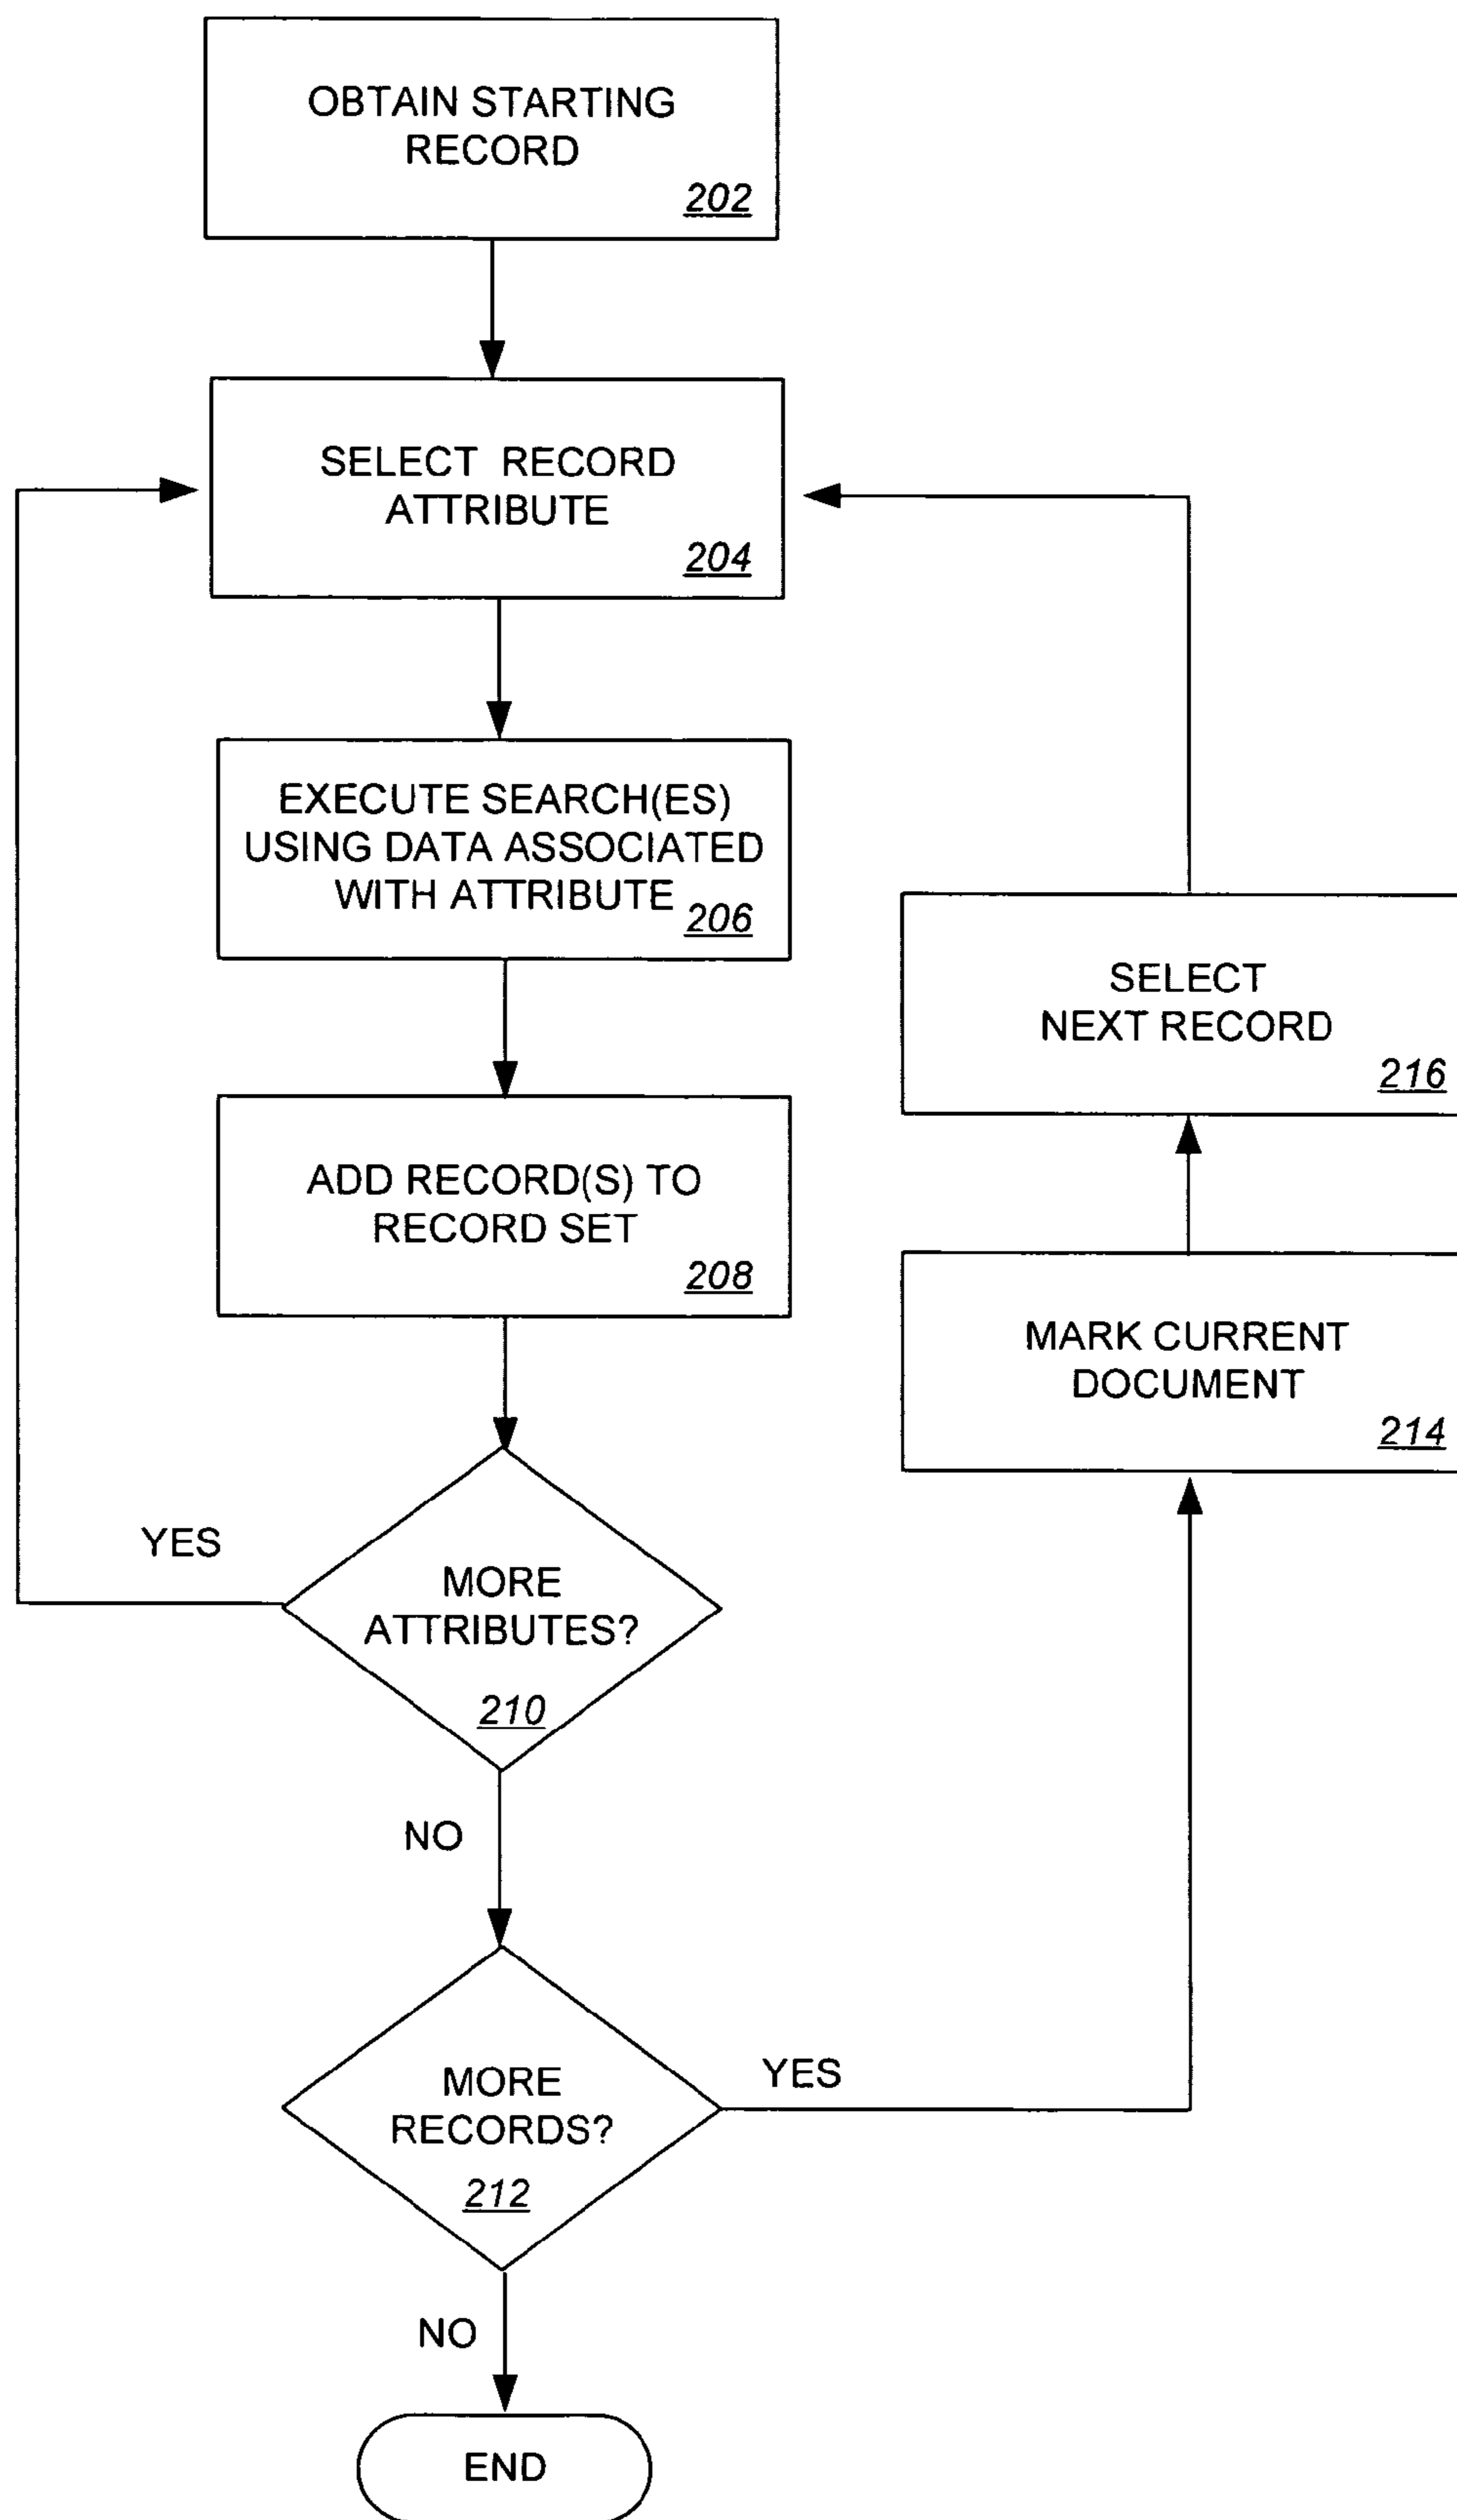 OBTAIN STARTING
RECORD
202
SELECT RECORD
ATTRIBUTE
204
EXECUTE SEARCH(ES)
USING DATA ASSOCIATED
WITH ATTRIBUTE
206
SELECT
NEXT RECORD
216
ADD RECORD(S) TO
RECORD SET
208
MARK CURRENT
DOCUMENT
214
YES
MORE
ATTRIBUTES?
210
NO
MORE
RECORDS?
212
YES
NO
END